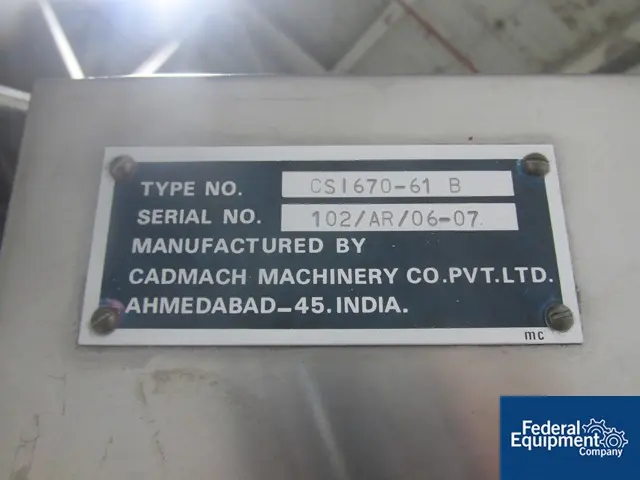 TYPE NO. CSI670-61 B
SERIAL NO. 102/AR/06-07
MANUFACTURED BY
CADMACH MACHINERY CO.PVT.LTD.
AHMEDABAD-45.INDIA.
mc
Federal
Equipment
Company